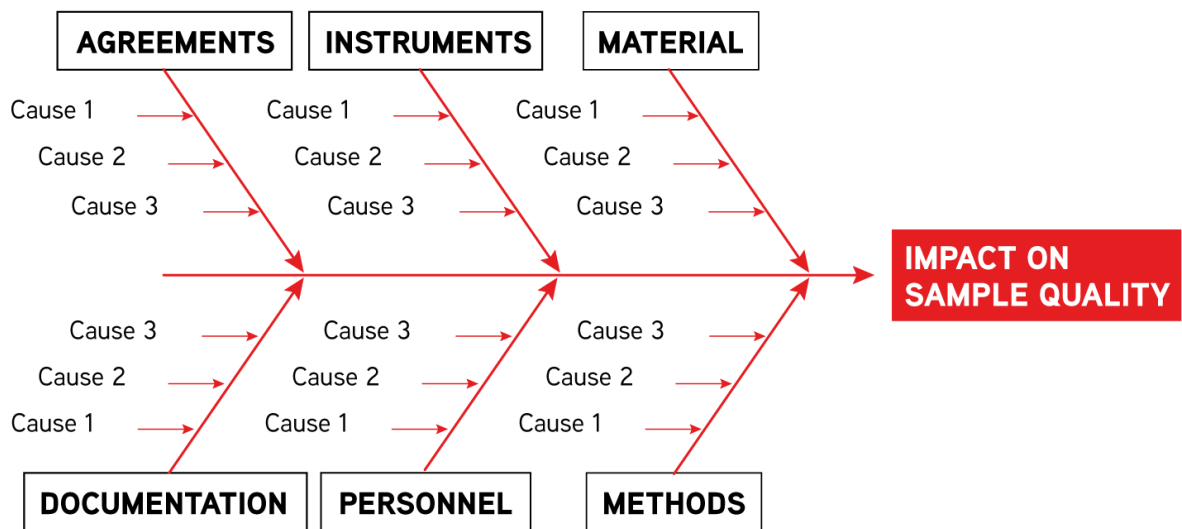 AGREEMENTS
INSTRUMENTS
MATERIAL
Cause 1
Cause 1
Cause 1
Cause 2
Cause 2
Cause 2
Cause 3
Cause 3
Cause 3
IMPACT ON
SAMPLE QUALITY
Cause 3
Cause 3
Cause 3
Cause 2
Cause 2
Cause 2
Cause 1
Cause 1
Cause 1
DOCUMENTATION
PERSONNEL
METHODS